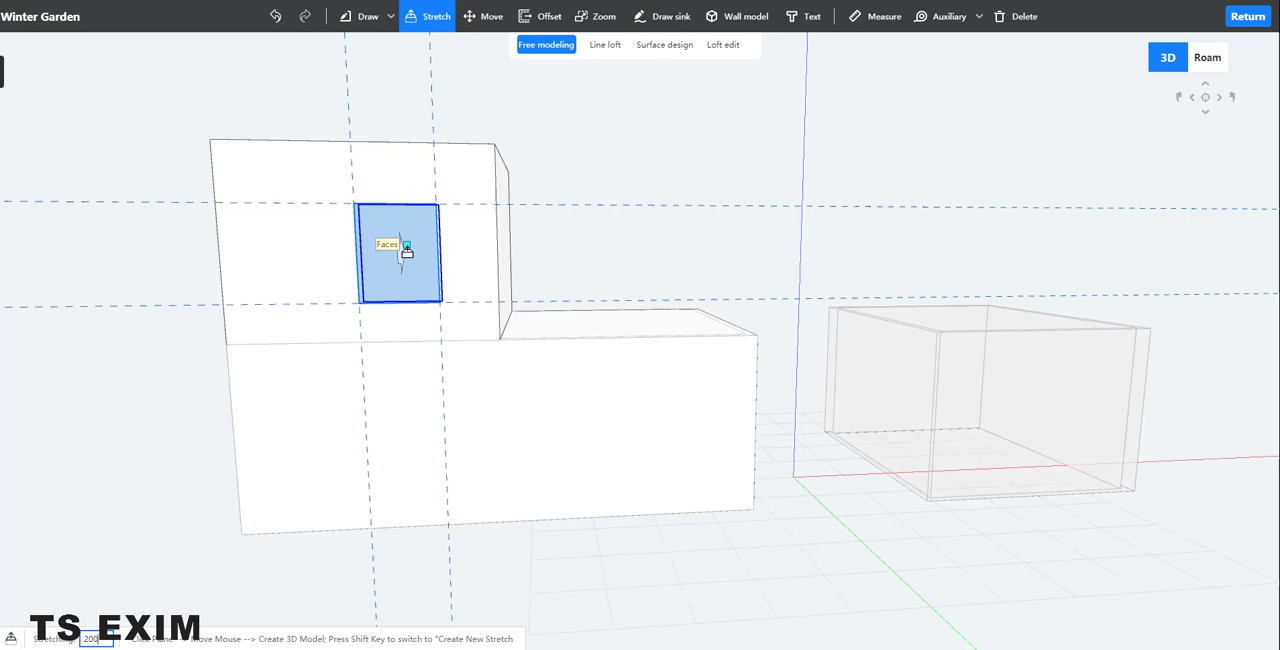 Winter Garden
Draw Stretch Move Offset Zoom Draw sink Wall model Text Measure Auxiliary Delete Return
Free modeling Line loft Surface design Loft edit
3D Roam
Faces
TS EXIM
200
Move Mouse --> Create 3D Model; Press Shift Key to switch to "Create New Stretch